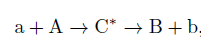 a + A → C* → B + b,